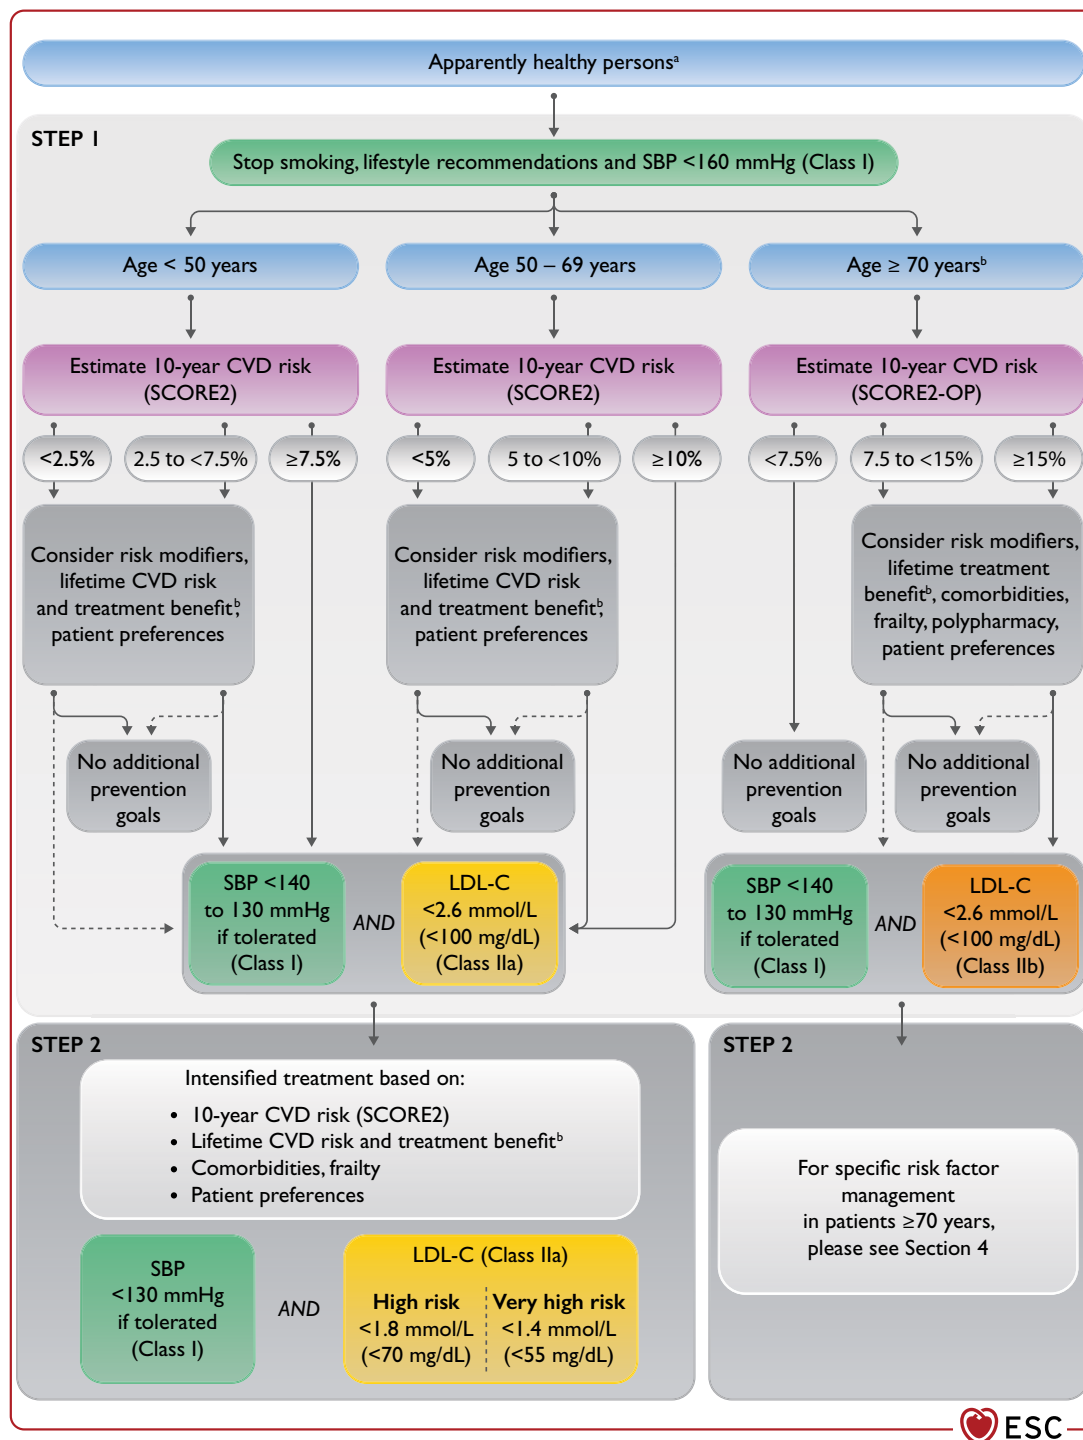 Apparently healthy personsᵃ
STEP 1
Stop smoking, lifestyle recommendations and SBP <160 mmHg (Class I)
Age < 50 years
Age 50 – 69 years
Age ≥ 70 yearsᵇ
Estimate 10-year CVD risk
(SCORE2)
Estimate 10-year CVD risk
(SCORE2)
Estimate 10-year CVD risk
(SCORE2-OP)
<2.5%
2.5 to <7.5%
≥7.5%
<5%
5 to <10%
≥10%
<7.5%
7.5 to <15%
≥15%
Consider risk modifiers,
lifetime CVD risk
and treatment benefitᵇ,
patient preferences
Consider risk modifiers,
lifetime CVD risk
and treatment benefitᵇ,
patient preferences
Consider risk modifiers,
lifetime treatment
benefitᵇ, comorbidities,
frailty, polypharmacy,
patient preferences
No additional
prevention
goals
No additional
prevention
goals
No additional
prevention
goals
No additional
prevention
goals
SBP <140
to 130 mmHg
if tolerated
(Class I)
AND
LDL-C
<2.6 mmol/L
(<100 mg/dL)
(Class IIa)
SBP <140
to 130 mmHg
if tolerated
(Class I)
AND
LDL-C
<2.6 mmol/L
(<100 mg/dL)
(Class IIb)
STEP 2
Intensified treatment based on:
• 10-year CVD risk (SCORE2)
• Lifetime CVD risk and treatment benefitᵇ
• Comorbidities, frailty
• Patient preferences
SBP
<130 mmHg
if tolerated
(Class I)
AND
LDL-C (Class IIa)
High risk
<1.8 mmol/L
(<70 mg/dL)
Very high risk
<1.4 mmol/L
(<55 mg/dL)
STEP 2
For specific risk factor
management
in patients ≥70 years,
please see Section 4
ESC